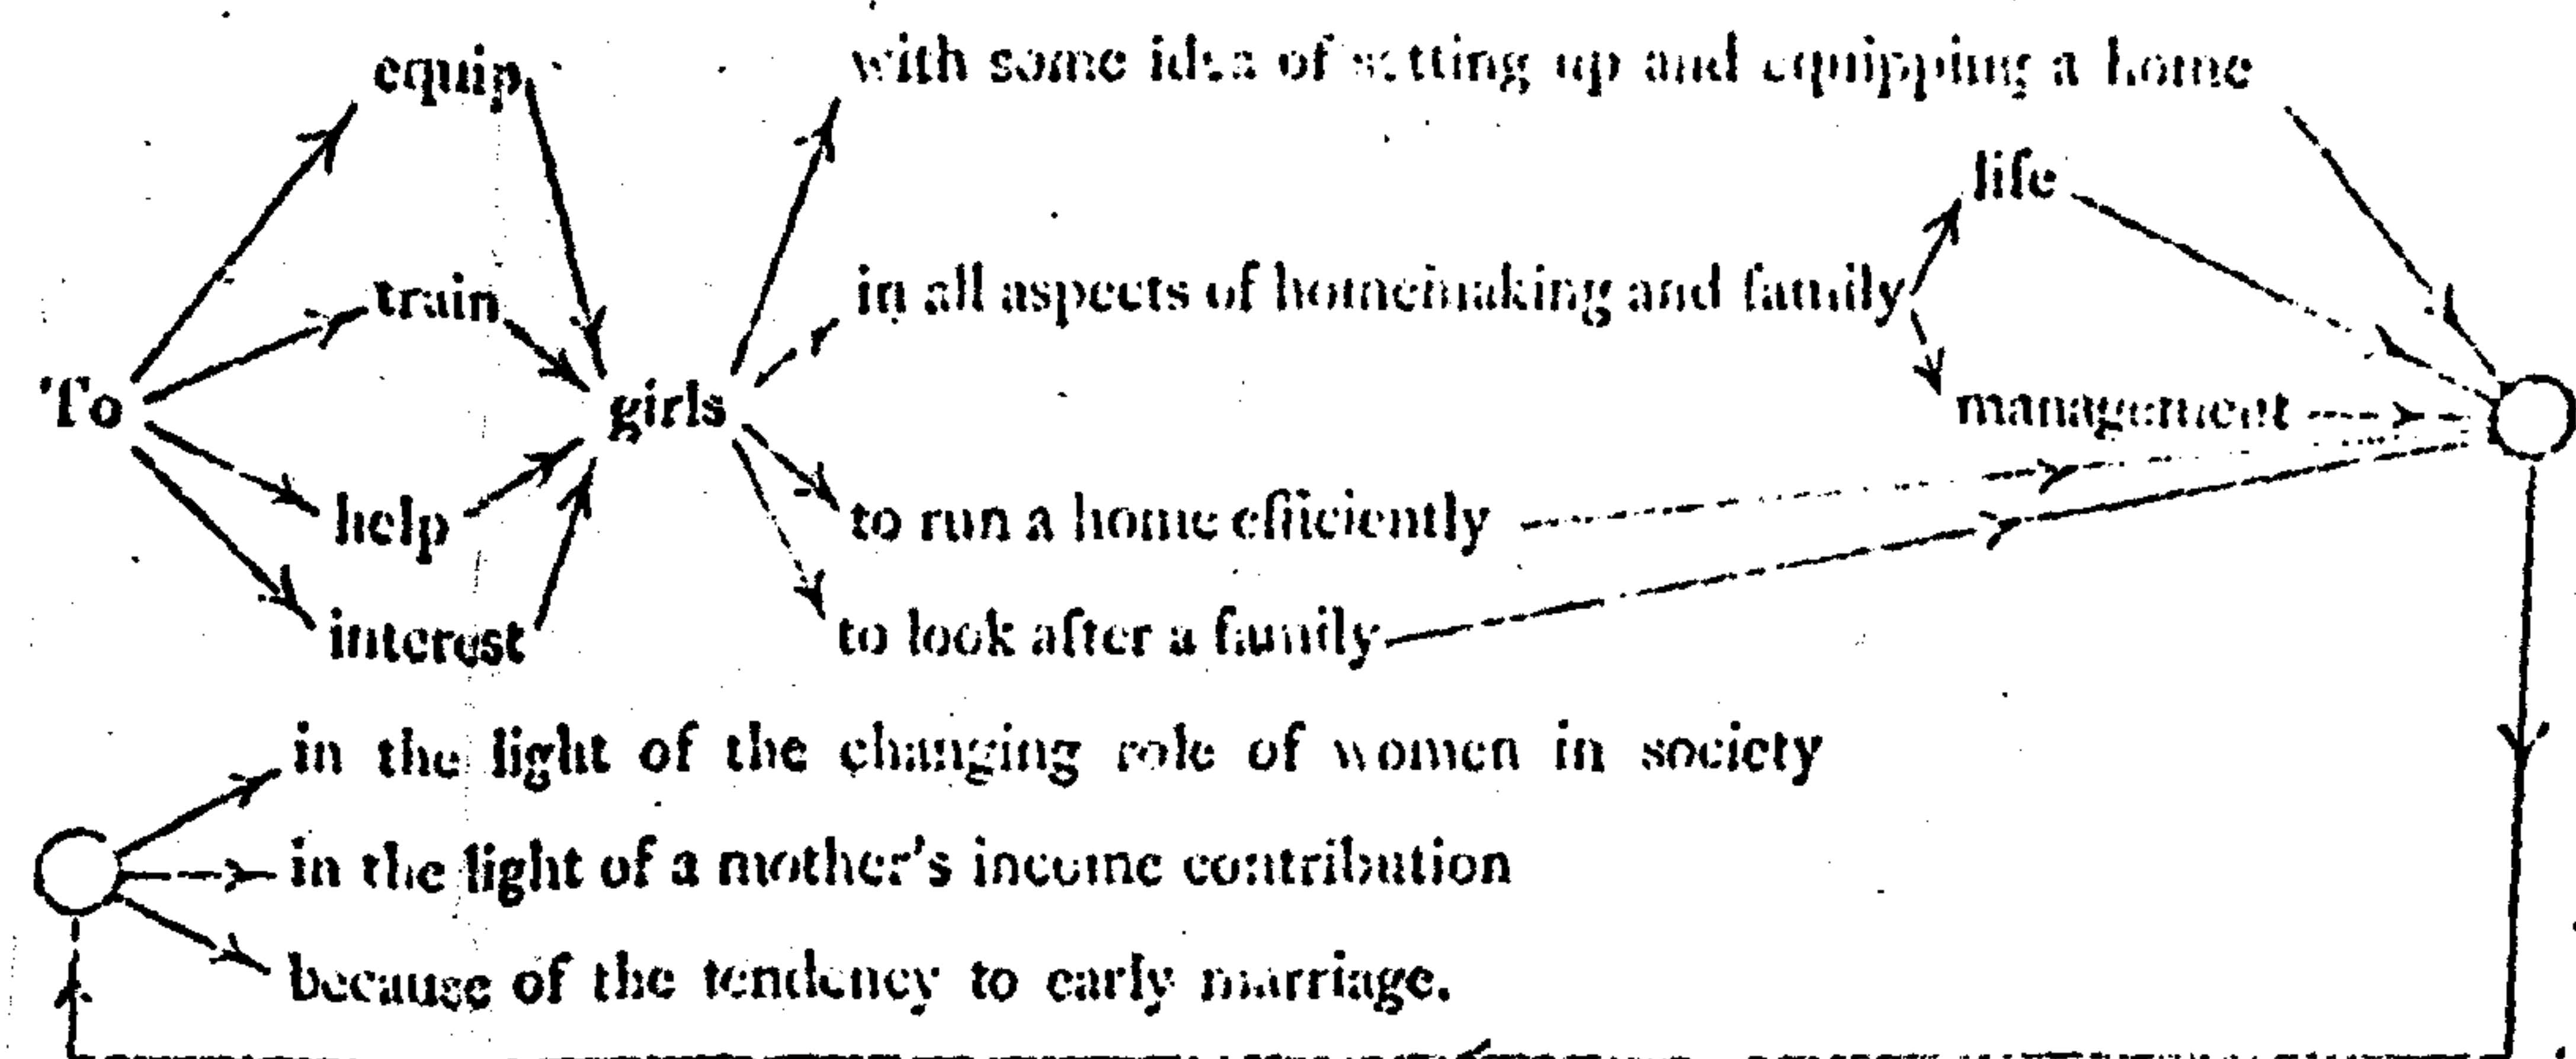 equip
with some idea of setting up and equipping a home
life
train
in all aspects of homemaking and family
To
girls
management
help
to run a home efficiently
interest
to look after a family
in the light of the changing role of women in society
in the light of a mother's income contribution
because of the tendency to early marriage.